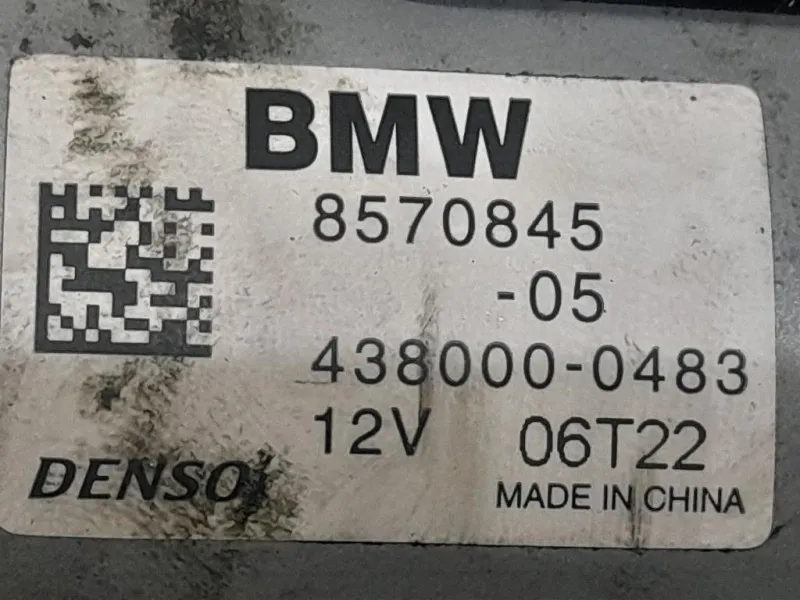 BMW
8570845
-05
438000-0483
12V 06T22
DENSO
MADE IN CHINA